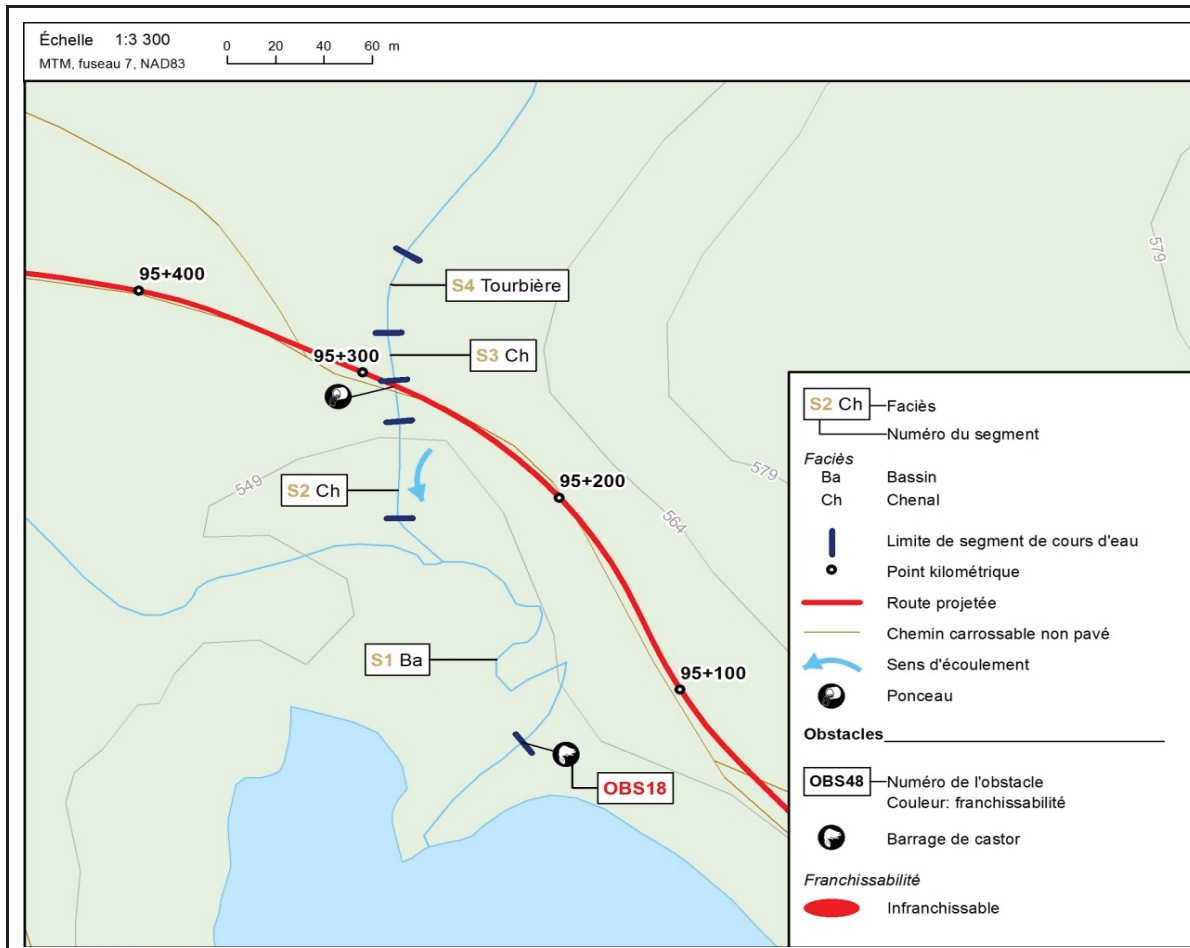 Échelle 1:3 300
0 20 40 60 m
MTM, fuseau 7, NAD83
579
95+400
S4 Tourbière
95+300
S3 Ch
579
549
S2 Ch
95+200
564
S1 Ba
95+100
OBS18
S2 Ch
Faciès
Numéro du segment
Faciès
Ba Bassin
Ch Chenal
Limite de segment de cours d'eau
Point kilométrique
Route projetée
Chemin carrossable non pavé
Sens d'écoulement
Ponceau
Obstacles
OBS48 Numéro de l'obstacle
Couleur: franchissabilité
Barrage de castor
Franchissabilité
Infranchissable